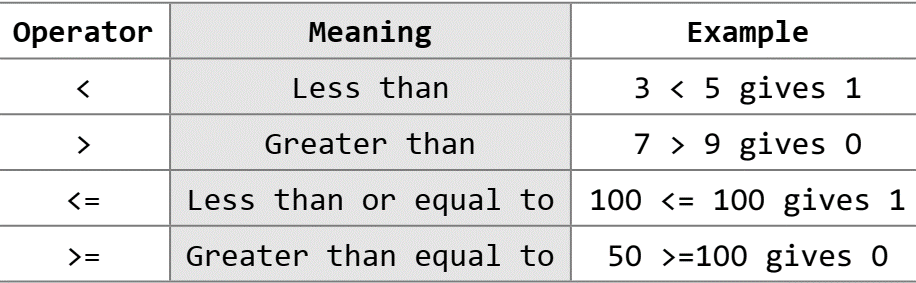 Operator Meaning Example
< Less than 3 < 5 gives 1
> Greater than 7 > 9 gives 0
<= Less than or equal to 100 <= 100 gives 1
>= Greater than equal to 50 >=100 gives 0